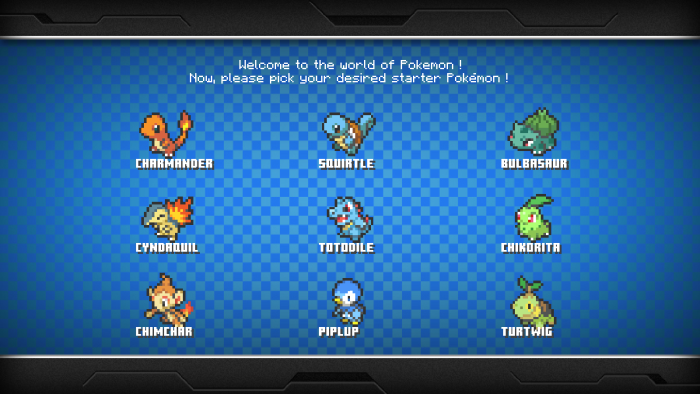 Welcome to the world of Pokemon !
Now, please pick your desired starter Pokémon !
CHARMANDER
SQUIRTLE
BULBASAUR
CYNDAQUIL
TOTODILE
CHIKORITA
CHIMCHAR
PIPLUP
TURTWIG